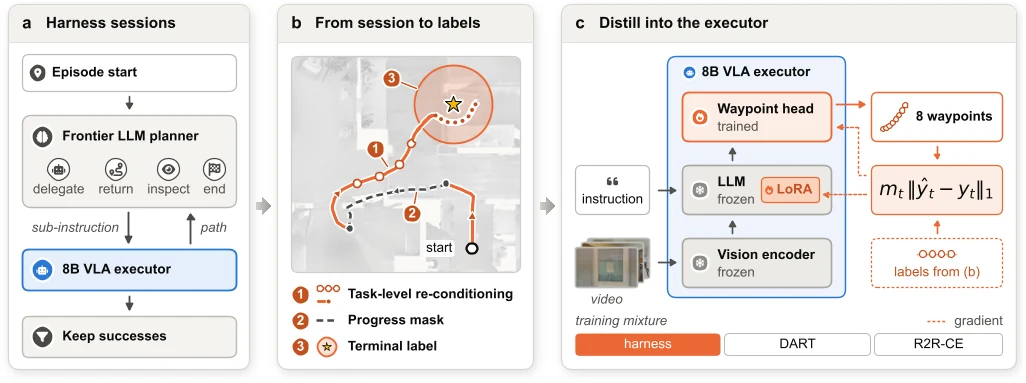 a Harness sessions
Episode start
Frontier LLM planner
delegate return inspect end
sub-instruction path
8B VLA executor
Keep successes
b From session to labels
3
1
2
start
1 Task-level re-conditioning
2 Progress mask
3 Terminal label
c Distill into the executor
8B VLA executor
Waypoint head
trained
8 waypoints
instruction
LLM
frozen
LoRA
m_t ‖ŷ_t − y_t‖_1
Vision encoder
frozen
labels from (b)
video
training mixture
gradient
harness DART R2R-CE